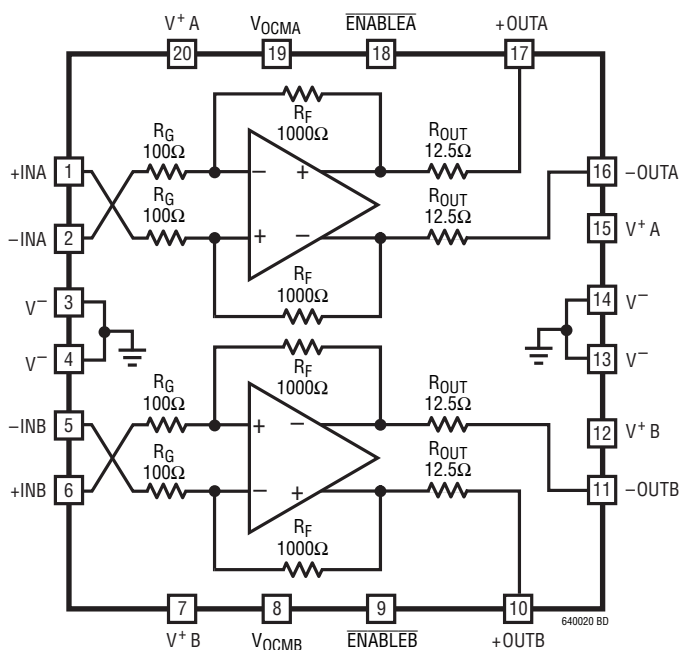 V+ A VOCMA ENABLEA +OUTA
20 19 18 17
RF
1000Ω
RG
100Ω
ROUT
12.5Ω
+INA 1
− +
16 −OUTA
RG
100Ω
ROUT
12.5Ω
−INA 2
+ −
15 V+ A
RF
1000Ω
V− 3
14 V−
V− 4
13 V−
RF
1000Ω
RG
100Ω
ROUT
12.5Ω
−INB 5
+ −
12 V+ B
RG
100Ω
ROUT
12.5Ω
+INB 6
− +
11 −OUTB
RF
1000Ω
7 8 9 10
640020 BD
V+ B VOCMB ENABLEB +OUTB